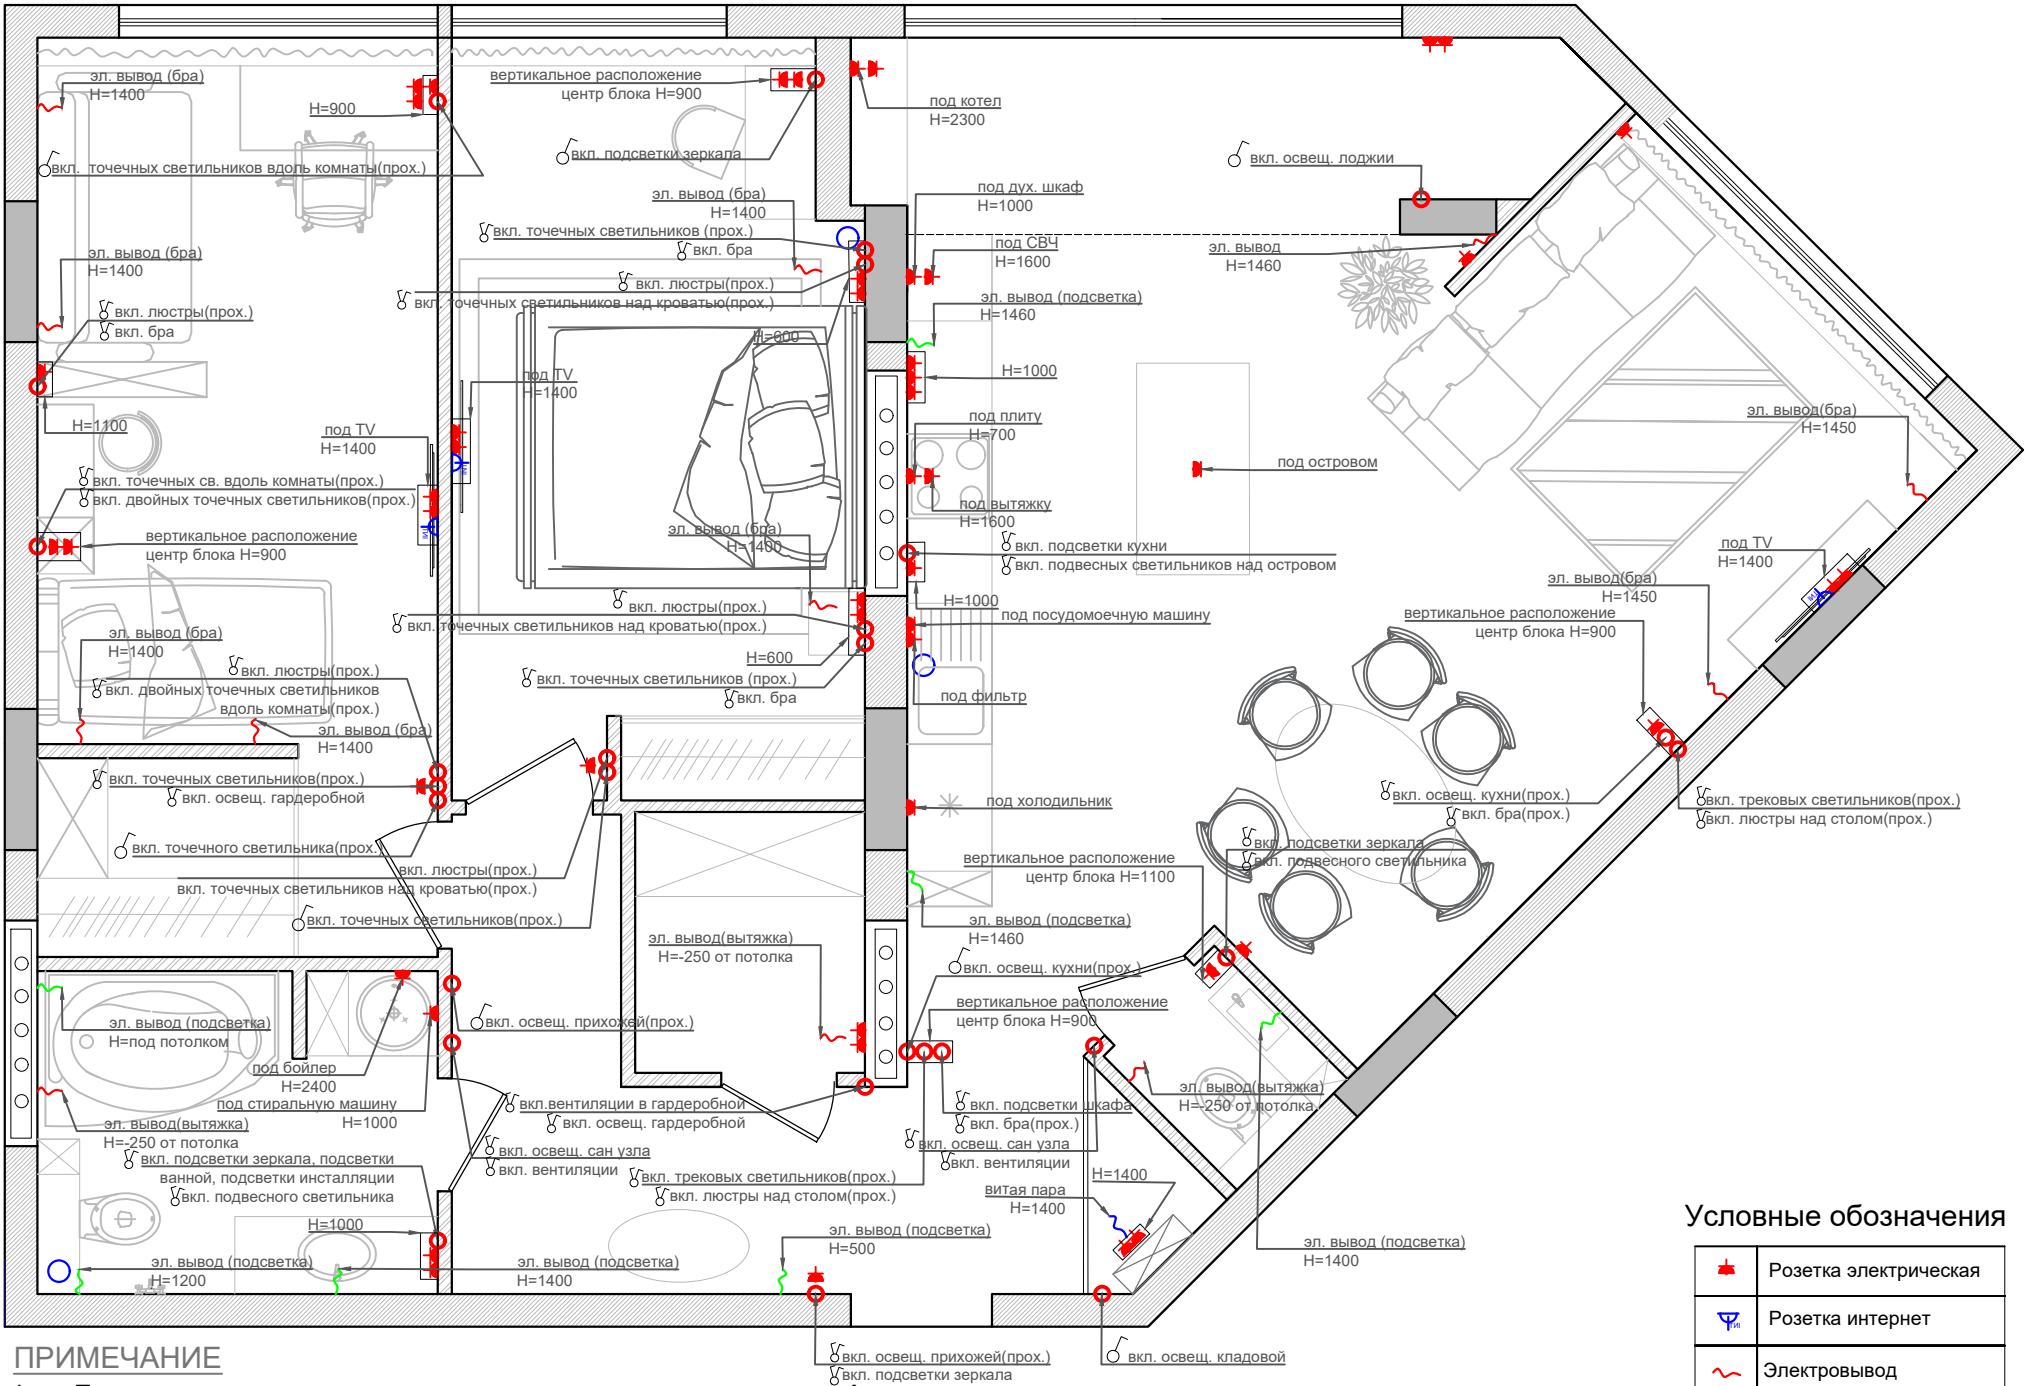 эл. вывод (бра)
H=1400
H=900
вкл. точечных светильников вдоль комнаты(прох.)
вертикальное расположение
центр блока H=900
вкл. подсветки зеркала
под котел
H=2300
вкл. освещ. лоджии
эл. вывод (бра)
H=1400
вкл. точечных светильников (прох.)
вкл. бра
под дух. шкаф
H=1000
под СВЧ
H=1600
эл. вывод
H=1460
эл. вывод (бра)
H=1400
вкл. люстры(прох.)
вкл. точечных светильников над кроватью(прох.)
эл. вывод (подсветка)
H=1460
вкл. люстры(прох.)
вкл. бра
H=600
под TV
H=1400
H=1000
H=1100
под TV
H=1400
под плиту
H=700
эл. вывод(бра)
H=1450
под островом
вкл. точечных св. вдоль комнаты(прох.)
вкл. двойных точечных светильников(прох.)
под вытяжку
H=1600
вертикальное расположение
центр блока H=900
эл. вывод (бра)
H=1400
вкл. подсветки кухни
вкл. подвесных светильников над островом
под TV
H=1400
эл. вывод(бра)
H=1450
H=1000
вкл. люстры(прох.)
вкл. точечных светильников над кроватью(прох.)
под посудомоечную машину
вертикальное расположение
центр блока H=900
эл. вывод (бра)
H=1400
H=600
вкл. люстры(прох.)
вкл. двойных точечных светильников
вдоль комнаты(прох.)
вкл. точечных светильников (прох.)
вкл. бра
под фильтр
эл. вывод (бра)
H=1400
вкл. точечных светильников(прох.)
вкл. освещ. гардеробной
под холодильник
вкл. освещ. кухни(прох.)
вкл. бра(прох.)
вкл. трековых светильников(прох.)
вкл. люстры над столом(прох.)
вкл. точечного светильника(прох.)
вкл. подсветки зеркала
вкл. подвесного светильника
вкл. люстры(прох.)
вкл. точечных светильников над кроватью(прох.)
вертикальное расположение
центр блока H=1100
вкл. точечных светильников(прох.)
эл. вывод (подсветка)
H=1460
эл. вывод(вытяжка)
H=-250 от потолка
вкл. освещ. кухни(прох.)
вертикальное расположение
центр блока H=900
эл. вывод (подсветка)
H=под потолком
вкл. освещ. прихожей(прох.)
под бойлер
H=2400
под стиральную машину
H=1000
эл. вывод(вытяжка)
H=-250 от потолка
вкл.вентиляции в гардеробной
вкл. освещ. гардеробной
вкл. подсветки шкафа
вкл. бра(прох.)
эл. вывод(вытяжка)
H=-250 от потолка
вкл. освещ. сан узла
вкл. вентиляции
вкл. освещ. сан узла
вкл. вентиляции
вкл. подсветки зеркала, подсветки
ванной, подсветки инсталляции
вкл. подвесного светильника
вкл. трековых светильников(прох.)
вкл. люстры над столом(прох.)
H=1400
витая пара
H=1400
H=1000
эл. вывод (подсветка)
H=500
эл. вывод (подсветка)
H=1400
эл. вывод (подсветка)
H=1200
эл. вывод (подсветка)
H=1400
Условные обозначения
Розетка электрическая
Розетка интернет
Электровывод
вкл. освещ. прихожей(прох.)
вкл. подсветки зеркала
вкл. освещ. кладовой
ПРИМЕЧАНИЕ